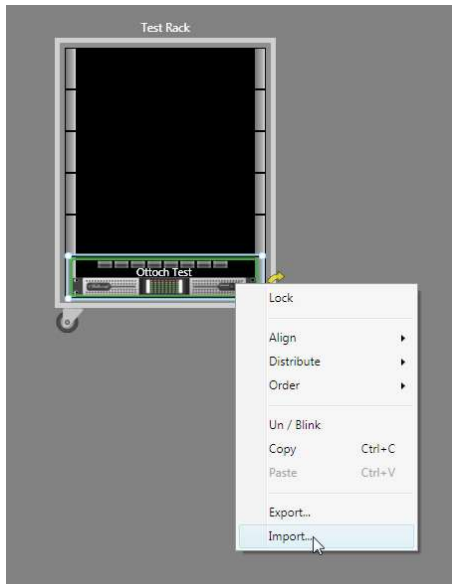 Test Rack
Ottoch Test
Lock
Align
Distribute
Order
Un / Blink
Copy Ctrl+C
Paste Ctrl+V
Export...
Import...